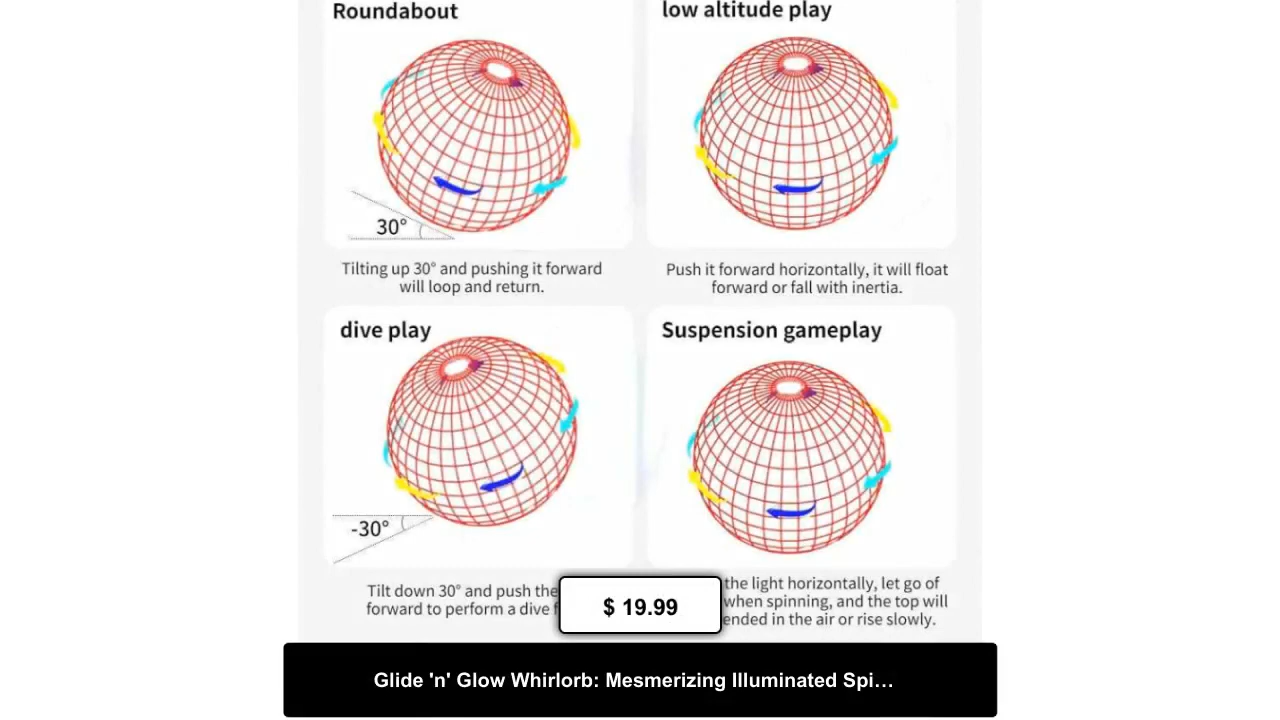 Roundabout
low altitude play
30°
Tilting up 30° and pushing it forward
will loop and return.
Push it forward horizontally, it will float
forward or fall with inertia.
dive play
Suspension gameplay
-30°
Tilt down 30° and push the
forward to perform a dive
the light horizontally, let go of
when spinning, and the top will
ended in the air or rise slowly.
$ 19.99
Glide 'n' Glow Whirlorb: Mesmerizing Illuminated Spi...